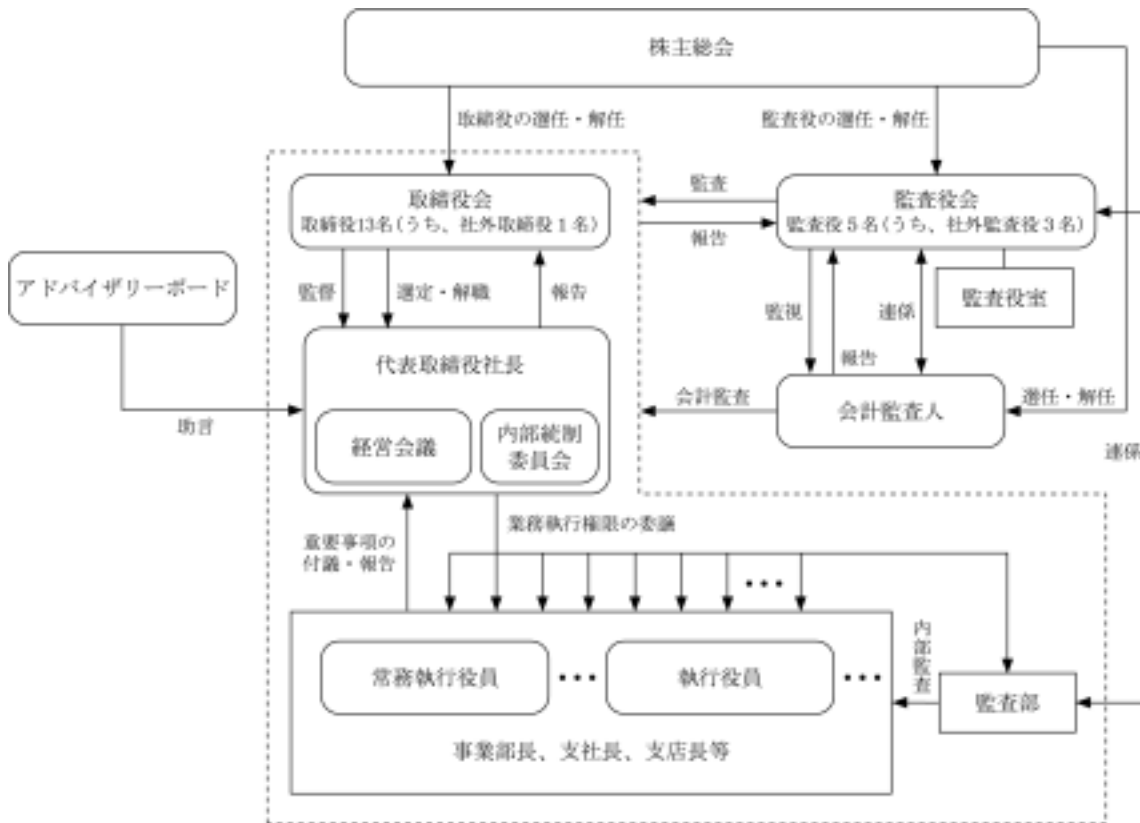 株主総会
取締役の選任・解任
監査役の選任・解任
取締役会
取締役13名(うち、社外取締役1名)
監査
報告
監査役会
監査役5名(うち、社外監査役3名)
アドバイザリーボード
監督
選定・解職
報告
監視
連係
監査役室
代表取締役社長
報告
会計監査
会計監査人
選任・解任
助言
経営会議
内部統制
委員会
連係
業務執行権限の委譲
重要事項の
付議・報告
常務執行役員
執行役員
内部監査
監査部
事業部長、支社長、支店長等